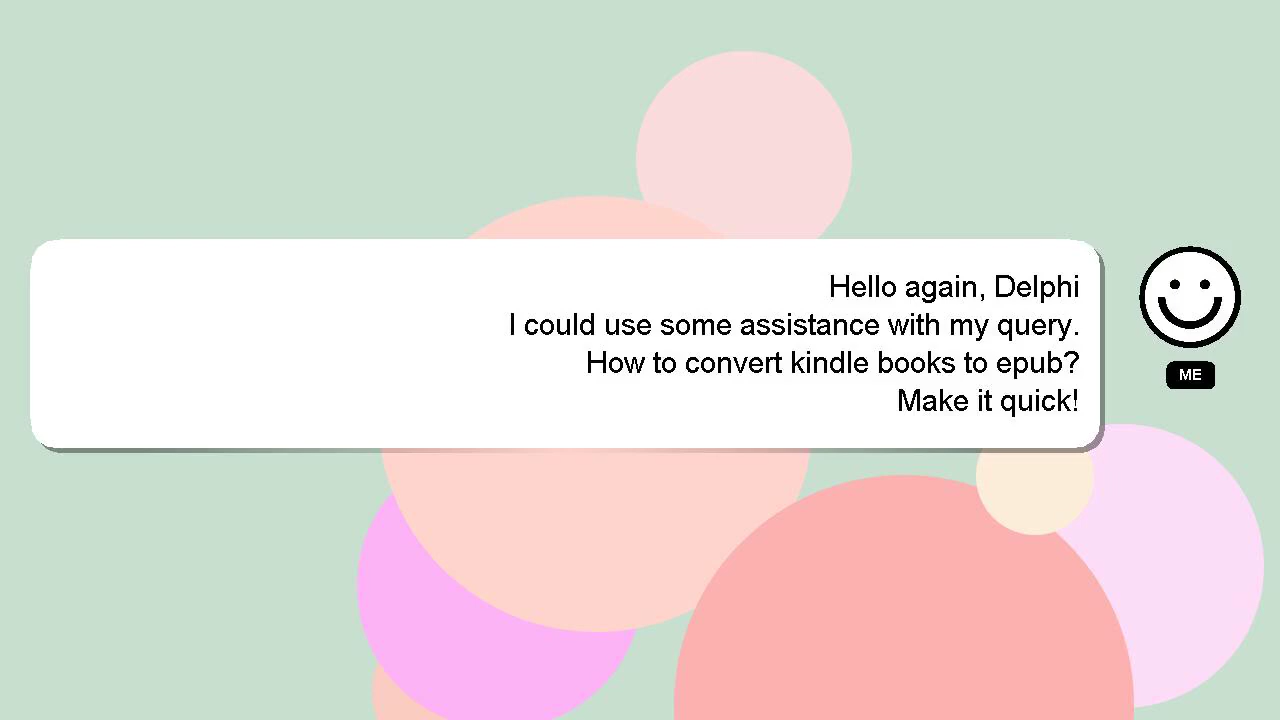 Hello again, Delphi
I could use some assistance with my query.
How to convert kindle books to epub?
Make it quick!
ME